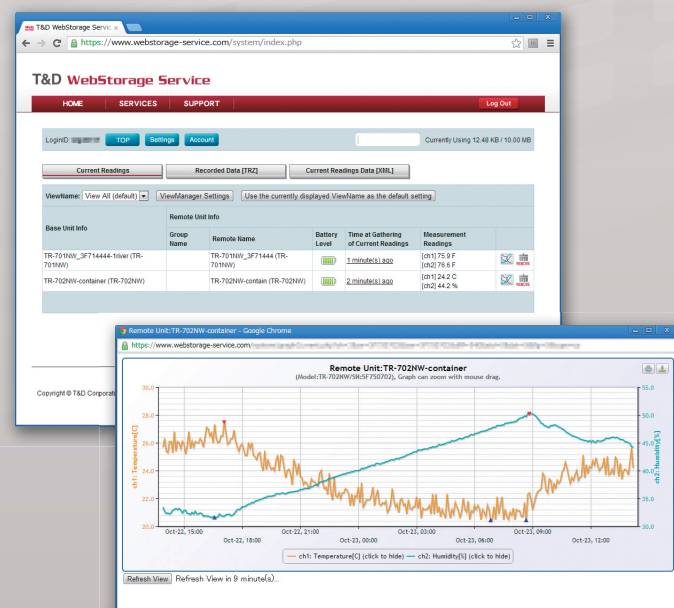 T&D WebStorage Servic
https://www.webstorage-service.com/system/index.php
T&D WebStorage Service
HOME SERVICES SUPPORT Log Out
LoginID: TOP Settings Account Currently Using 12.48 KB / 10.00 MB
Current Readings Recorded Data [TRZ] Current Readings Data [XML]
ViewName: View All (default) ViewManager Settings Use the currently displayed ViewName as the default setting
Base Unit Info Remote Unit Info
Group Name Remote Name Battery Level Time at Gathering of Current Readings Measurement Readings
TR-701NW_3F714444-1river (TR-701NW) TR-701NW_3F71444 (TR-701NW) 1 minute(s) ago [ch1] 75.9 F [ch2] 76.6 F REMOVE
TR-702NW-container (TR-702NW) TR-702NW-contain (TR-702NW) 2 minute(s) ago [ch1] 24.2 C [ch2] 44.2 % REMOVE
Copyright © T&D Corporati
Remote Unit:TR-702NW-container - Google Chrome
https://www.webstorage-service.com/
Remote Unit:TR-702NW-container
(Model:TR-702NW/SN:5F750702), Graph can zoom with mouse drag.
ch1: Temperature[C]
30.0
28.0
26.0
24.0
22.0
20.0
55.0
50.0
45.0
40.0
35.0
30.0
ch2: Humidity[%]
Oct-22, 15:00 Oct-22, 18:00 Oct-22, 21:00 Oct-23, 00:00 Oct-23, 03:00 Oct-23, 06:00 Oct-23, 09:00 Oct-23, 12:00
ch1: Temperature[C] (click to hide) ch2: Humidity[%] (click to hide)
Refresh View Refresh View in 9 minute(s)...